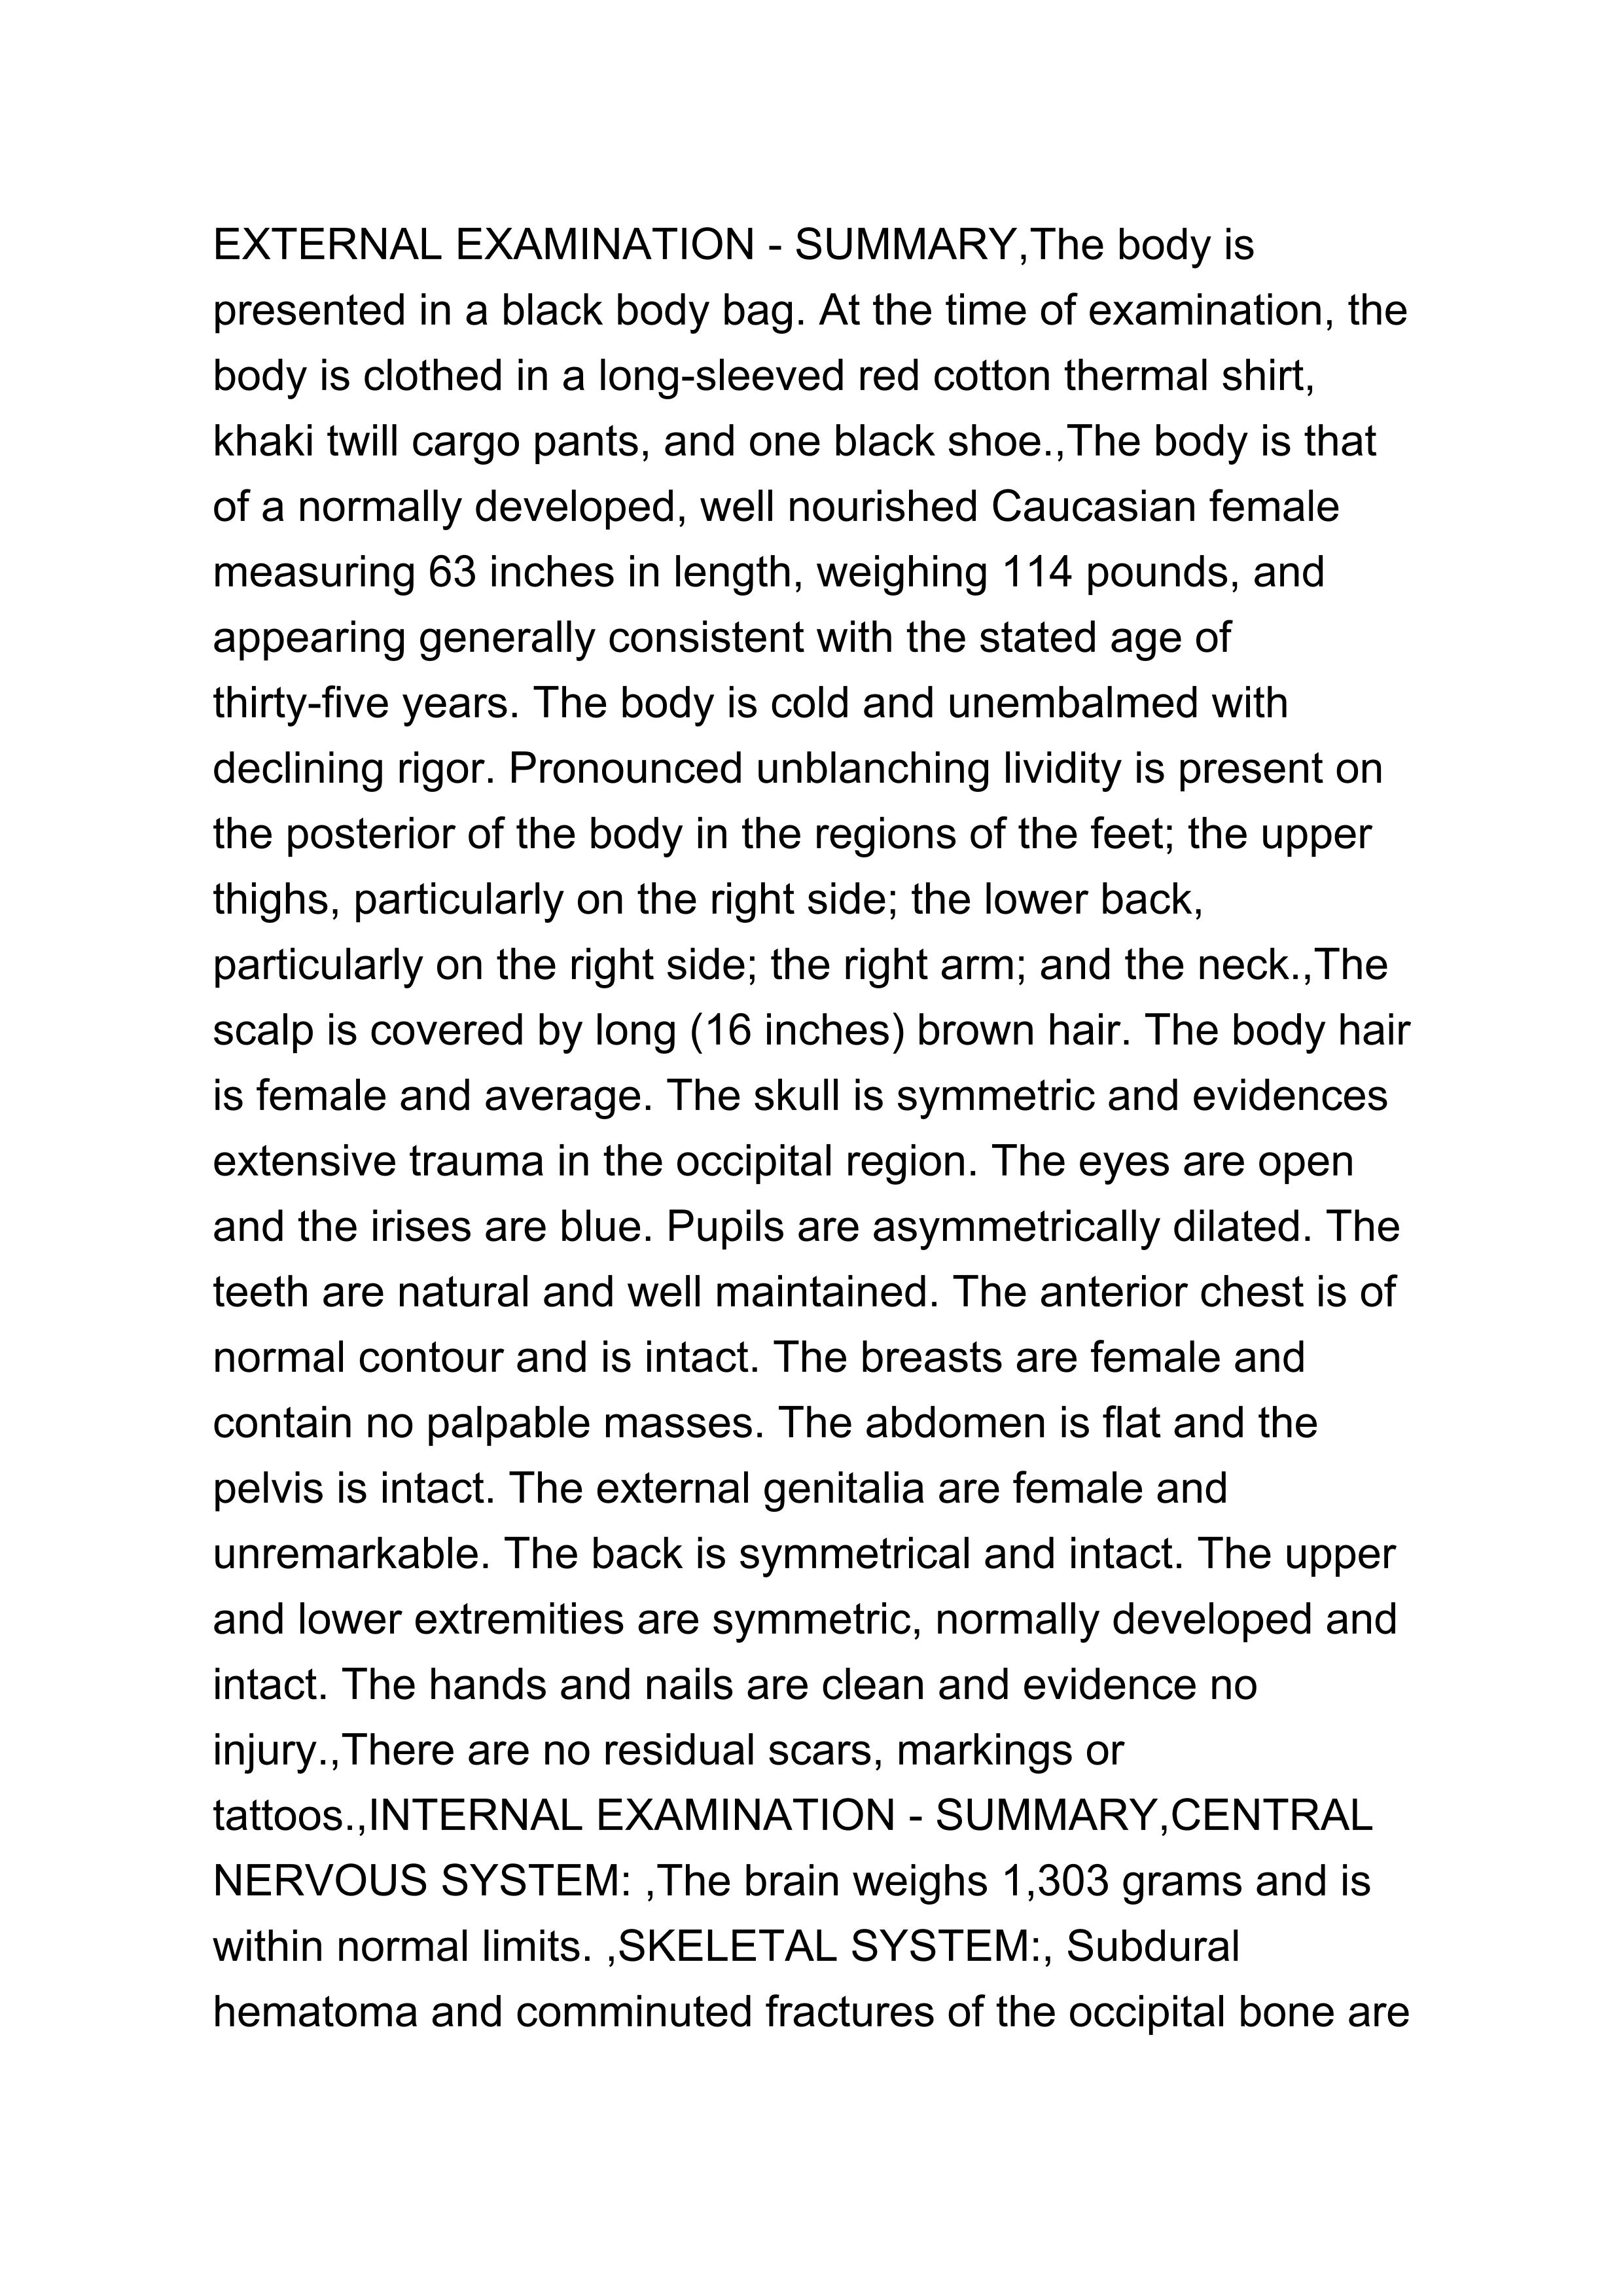 EXTERNAL EXAMINATION - SUMMARY,The body is
presented in a black body bag. At the time of examination, the
body is clothed in a long-sleeved red cotton thermal shirt,
khaki twill cargo pants, and one black shoe.,The body is that
of a normally developed, well nourished Caucasian female
measuring 63 inches in length, weighing 114 pounds, and
appearing generally consistent with the stated age of
thirty-five years. The body is cold and unembalmed with
declining rigor. Pronounced unblanching lividity is present on
the posterior of the body in the regions of the feet; the upper
thighs, particularly on the right side; the lower back,
particularly on the right side; the right arm; and the neck.,The
scalp is covered by long (16 inches) brown hair. The body hair
is female and average. The skull is symmetric and evidences
extensive trauma in the occipital region. The eyes are open
and the irises are blue. Pupils are asymmetrically dilated. The
teeth are natural and well maintained. The anterior chest is of
normal contour and is intact. The breasts are female and
contain no palpable masses. The abdomen is flat and the
pelvis is intact. The external genitalia are female and
unremarkable. The back is symmetrical and intact. The upper
and lower extremities are symmetric, normally developed and
intact. The hands and nails are clean and evidence no
injury.,There are no residual scars, markings or
tattoos.,INTERNAL EXAMINATION - SUMMARY,CENTRAL
NERVOUS SYSTEM: ,The brain weighs 1,303 grams and is
within normal limits. ,SKELETAL SYSTEM:, Subdural
hematoma and comminuted fractures of the occipital bone are